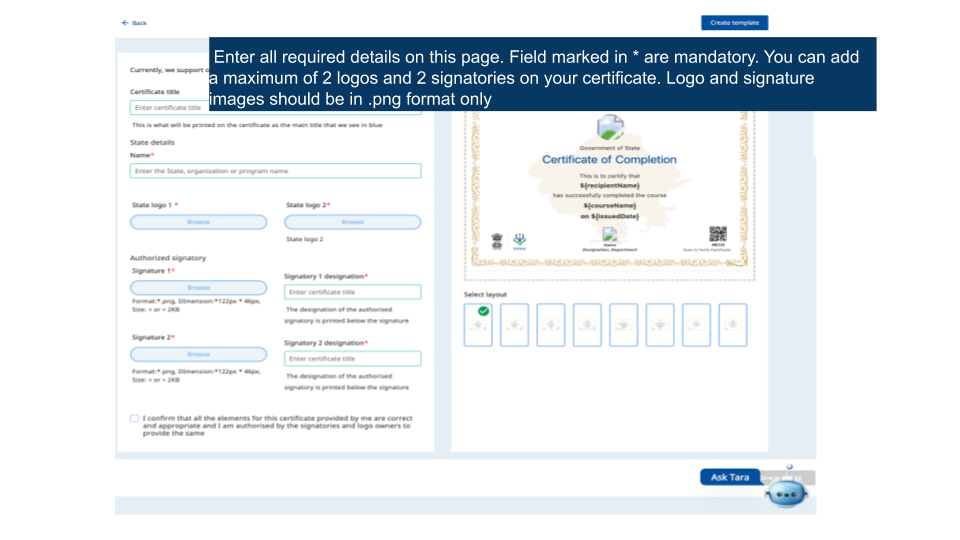 ← Back
Create template
Enter all required details on this page. Field marked in * are mandatory. You can add
a maximum of 2 logos and 2 signatories on your certificate. Logo and signature
images should be in .png format only
Currently, we support o
Certificate title
Enter certificate title
This is what will be printed on the certificate as the main title that we see in blue
State details
Name*
Enter the State, organization or program name
State logo 1 *
State logo 2*
Browse
Browse
State logo 2
Authorized signatory
Signature 1*
Signatory 1 designation*
Browse
Enter certificate title
Format:*.png, Dimension:*122px * 46px,
Size: < or = 2KB
The designation of the authorised
signatory is printed below the signature
Signature 2*
Signatory 2 designation*
Browse
Enter certificate title
Format:*.png, Dimension:*122px * 46px,
Size: < or = 2KB
The designation of the authorised
signatory is printed below the signature
I confirm that all the elements for this certificate provided by me are correct
and appropriate and I am authorised by the signatories and logo owners to
provide the same
Government of State
Certificate of Completion
This is to certify that
${recipientName}
has successfully completed the course
${courseName}
on ${issuedDate}
Name
Designation, Department
Scan to Verify Certificate
Select layout
Ask Tara